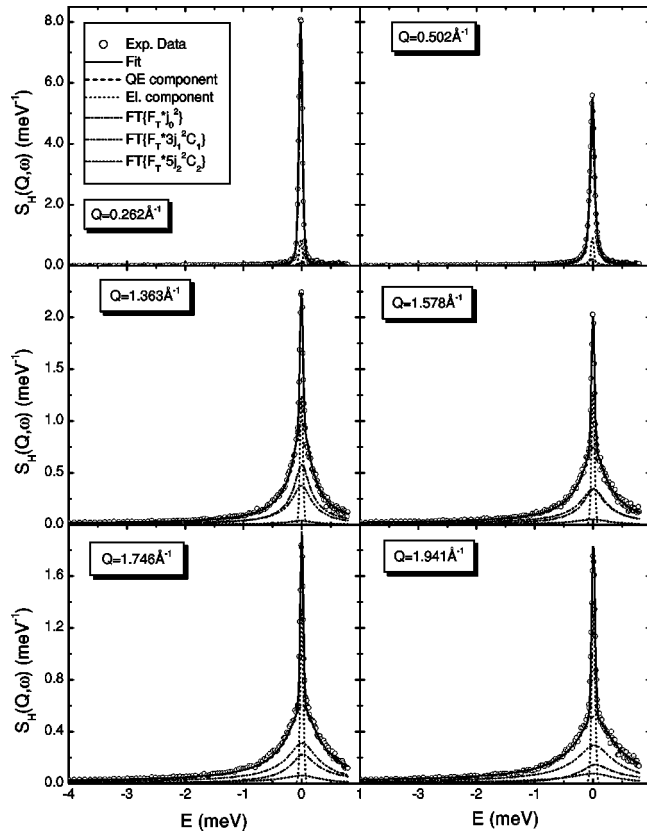 8.0
6.0
4.0
2.0
0.0
S_H(Q,ω) (meV⁻¹)
Exp. Data
Fit
QE component
El. component
FT{F_T*j_0^2}
FT{F_T*3j_1^2C_1}
FT{F_T*5j_2^2C_2}
Q=0.262Å⁻¹
Q=0.502Å⁻¹
2.0
1.5
1.0
0.5
0.0
S_H(Q,ω) (meV⁻¹)
Q=1.363Å⁻¹
Q=1.578Å⁻¹
1.6
1.2
0.8
0.4
0.0
S_H(Q,ω) (meV⁻¹)
Q=1.746Å⁻¹
Q=1.941Å⁻¹
-4 -3 -2 -1 0 1 -3 -2 -1 0
E (meV)
E (meV)